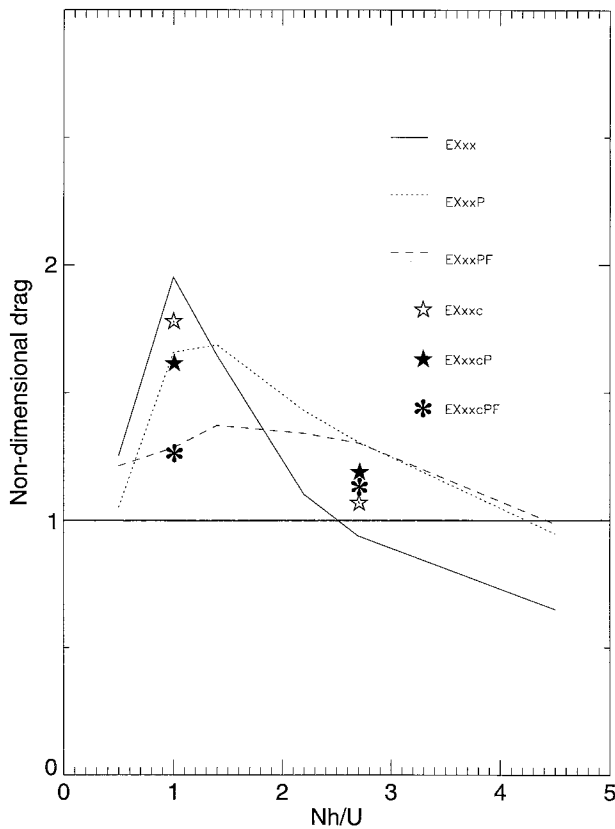 2
1
0
Non-dimensional drag
EXxx
EXxxP
EXxxPF
EXxxc
EXxxcP
EXxxcPF
0 1 2 3 4 5
Nh/U